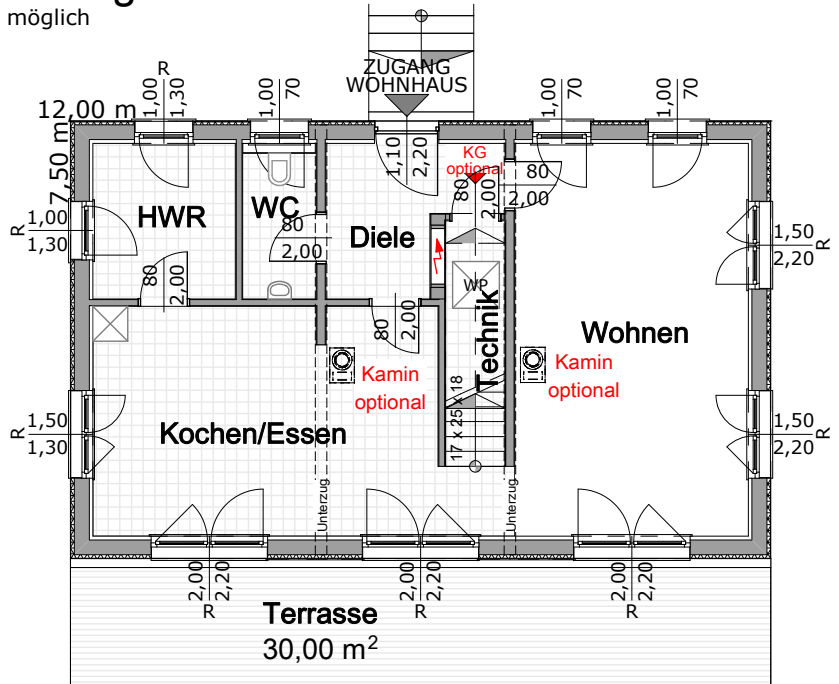 möglich
ZUGANG
WOHNHAUS
R
1,00
1,30
1,00
70
1,00
70
1,00
70
12,00 m
7,50 m
1,10
2,20
KG
optional
80
2,00
80
2,00
HWR
WC
Diele
80
2,00
R
1,00
1,30
1,50
2,20
R
80
2,00
WP
Technik
80
2,00
Wohnen
Kamin
optional
Kamin
optional
R
1,50
1,30
Kochen/Essen
17 x 25 x 18
1,50
2,20
R
Unterzug
Unterzug
2,00
2,20
R
2,00
2,20
R
2,00
2,20
R
Terrasse
30,00 m²